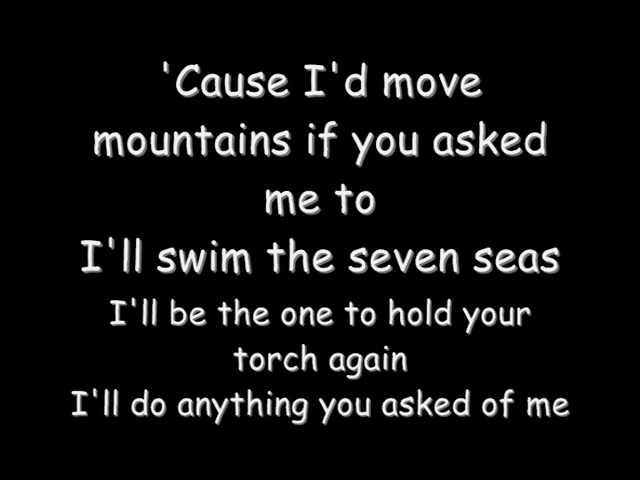 'Cause I'd move
mountains if you asked
me to
I'll swim the seven seas
I'll be the one to hold your
torch again
I'll do anything you asked of me